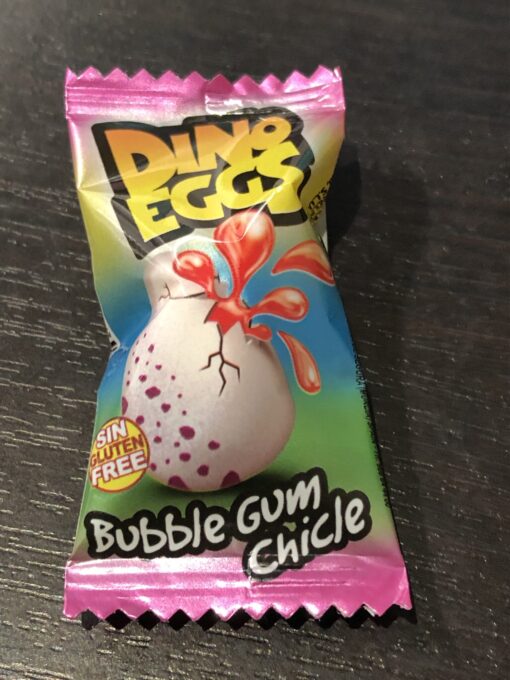 DINO
EGGS
SIN
GLUTEN
FREE
BUBBLE GUM
CHICLE